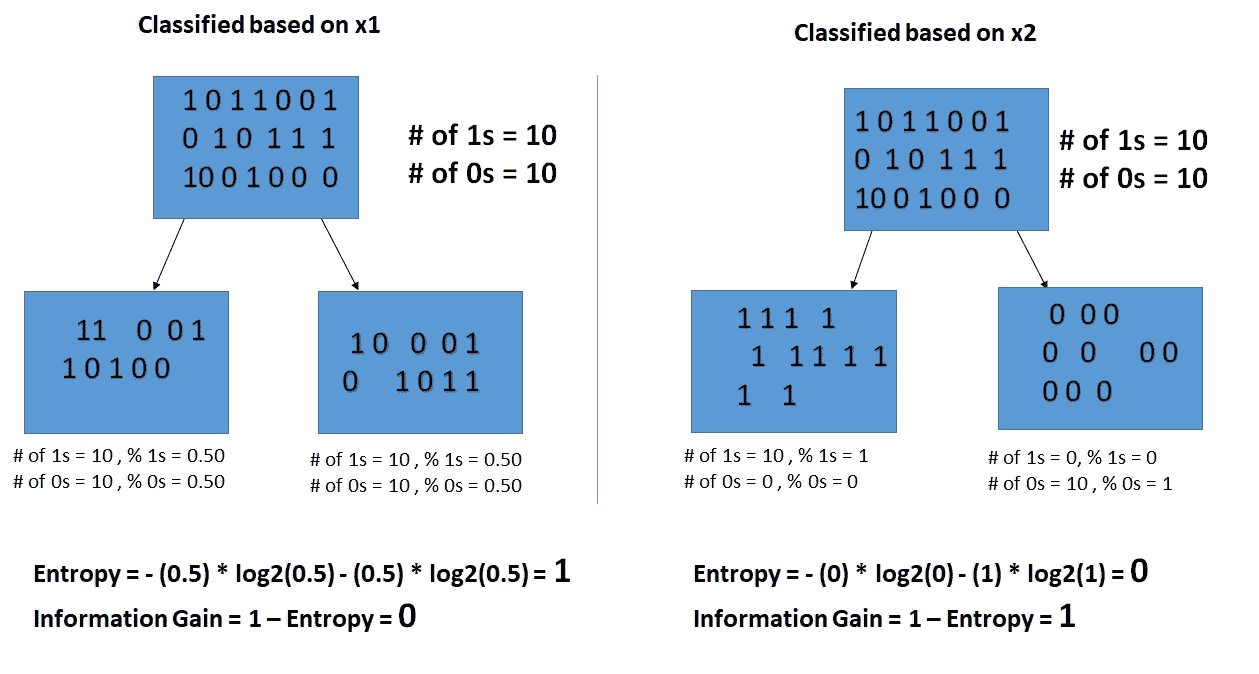 Classified based on x1
1 0 1 1 0 0 1
0 1 0 1 1 1
10 0 1 0 0 0
# of 1s = 10
# of 0s = 10
11 0 0 1
1 0 1 0 0
1 0 0 0 1
0 1 0 1 1
# of 1s = 10 , % 1s = 0.50
# of 0s = 10 , % 0s = 0.50
# of 1s = 10 , % 1s = 0.50
# of 0s = 10 , % 0s = 0.50
Entropy = - (0.5) * log2(0.5) - (0.5) * log2(0.5) = 1
Information Gain = 1 – Entropy = 0
Classified based on x2
1 0 1 1 0 0 1
0 1 0 1 1 1
10 0 1 0 0 0
# of 1s = 10
# of 0s = 10
1 1 1 1
1 1 1 1 1
1 1
0 0 0
0 0 0 0
0 0 0
# of 1s = 10 , % 1s = 1
# of 0s = 0 , % 0s = 0
# of 1s = 0, % 1s = 0
# of 0s = 10 , % 0s = 1
Entropy = - (0) * log2(0) - (1) * log2(1) = 0
Information Gain = 1 – Entropy = 1